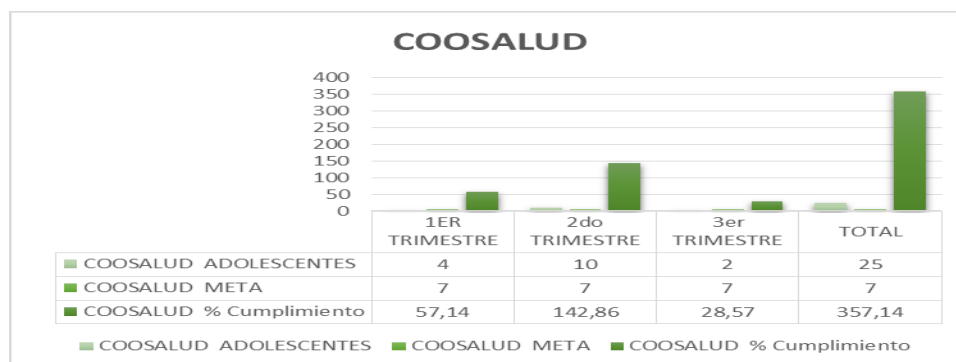 COOSALUD
400
350
300
250
200
150
100
50
0
1ER TRIMESTRE 2do TRIMESTRE 3er TRIMESTRE TOTAL
COOSALUD ADOLESCENTES 4 10 2 25
COOSALUD META 7 7 7 7
COOSALUD % Cumplimiento 57,14 142,86 28,57 357,14
COOSALUD ADOLESCENTES COOSALUD META COOSALUD % Cumplimiento